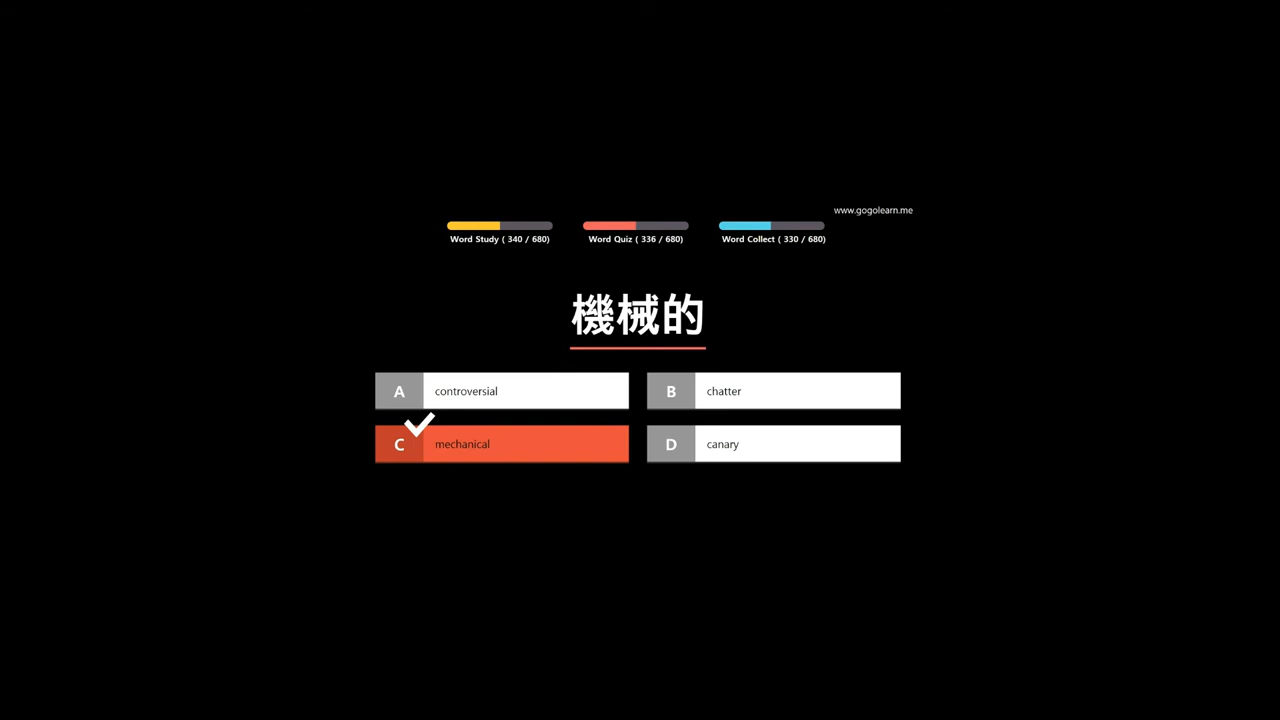 www.gogolearn.me
Word Study ( 340 / 680)
Word Quiz ( 336 / 680)
Word Collect ( 330 / 680)
機械的
A controversial
B chatter
C mechanical
D canary